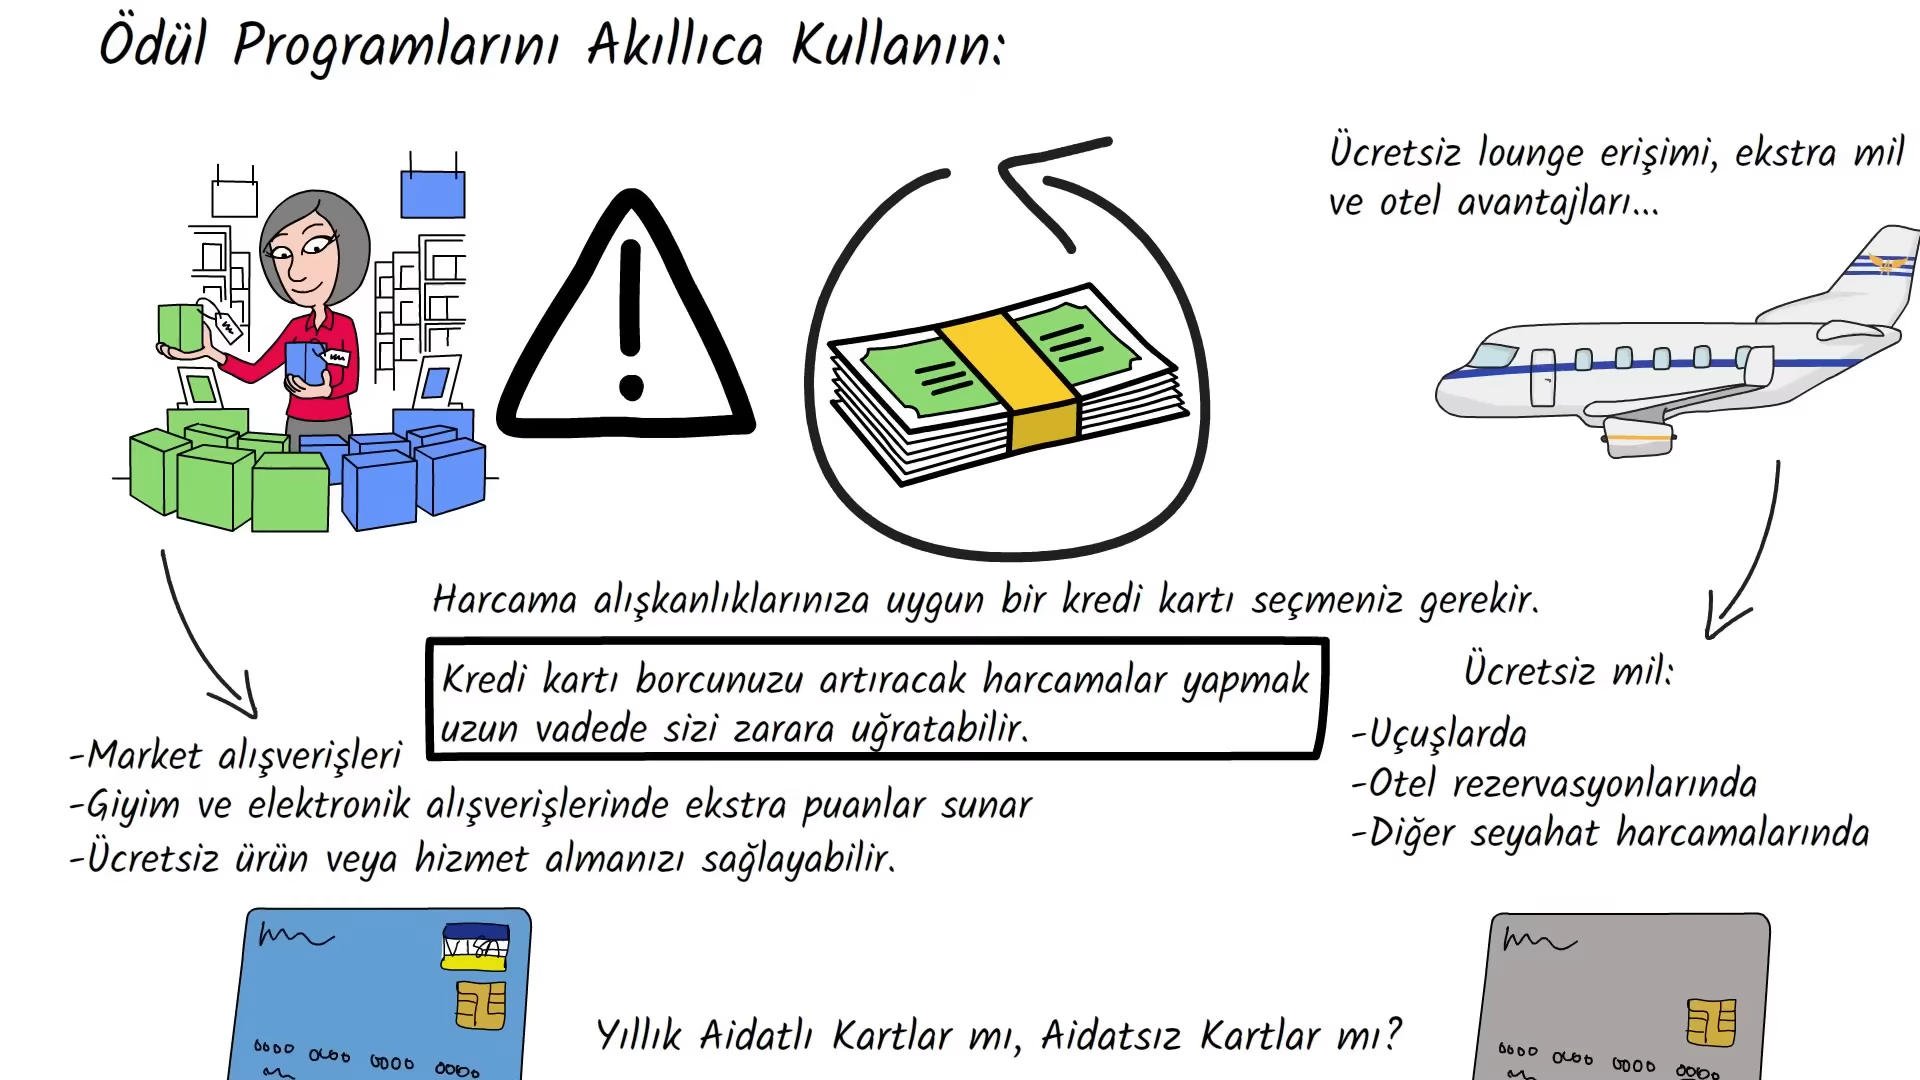 Ödül Programlarını Akıllıca Kullanın:
Ücretsiz lounge erişimi, ekstra mil
ve otel avantajları...
Harcama alışkanlıklarınıza uygun bir kredi kartı seçmeniz gerekir.
Kredi kartı borcunuzu artıracak harcamalar yapmak
uzun vadede sizi zarara uğratabilir.
-Market alışverişleri
-Giyim ve elektronik alışverişlerinde ekstra puanlar sunar
-Ücretsiz ürün veya hizmet almanızı sağlayabilir.
Ücretsiz mil:
-Uçuşlarda
-Otel rezervasyonlarında
-Diğer seyahat harcamalarında
VISA
Yıllık Aidatlı Kartlar mı, Aidatsız Kartlar mı?